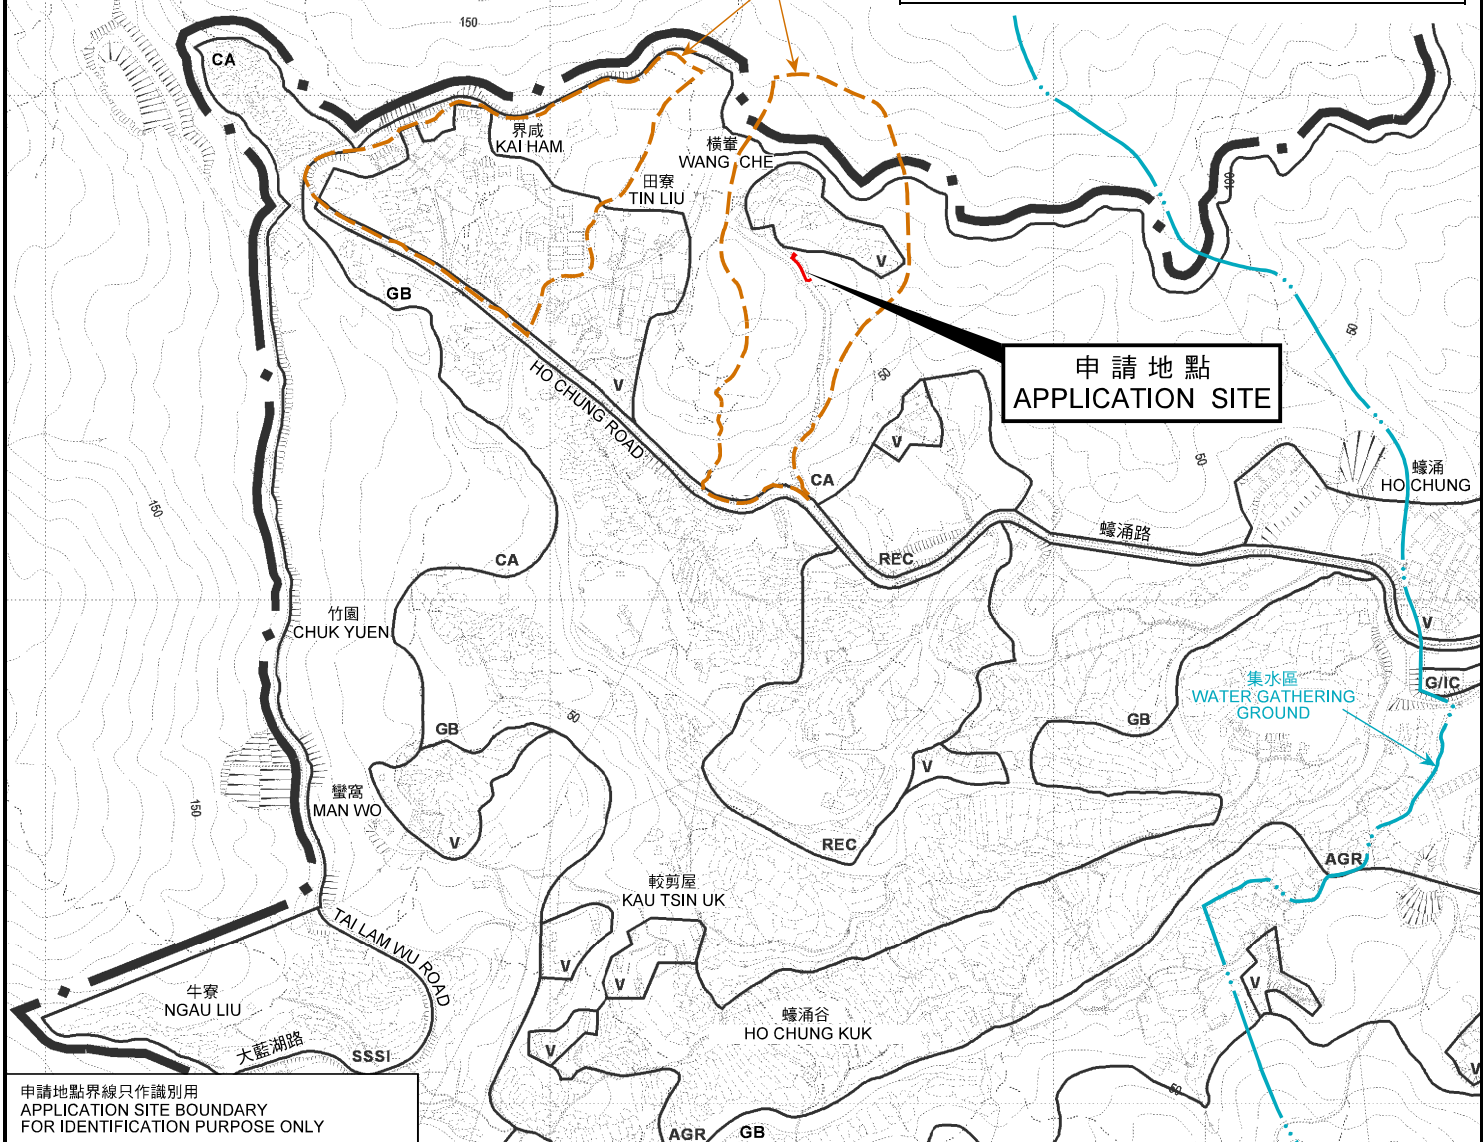 150
CA
界咸
KAI HAM
橫輋
WANG CHE
田寮
TIN LIU
100
V
GB
50
申請地點
APPLICATION SITE
HO CHUNG ROAD
V
50
V
CA
50
蠔涌
HO CHUNG
150
蠔涌路
CA
REC
竹園
CHUK YUEN
V
集水區
WATER GATHERING
GROUND
G/IC
50
GB
GB
V
150
蠻窩
MAN WO
V
REC
AGR
較剪屋
KAU TSIN UK
TAI LAM WU ROAD
V
V
V
牛寮
NGAU LIU
蠔涌谷
HO CHUNG KUK
大藍湖路
SSSI
V
V
50
申請地點界線只作識別用
APPLICATION SITE BOUNDARY
FOR IDENTIFICATION PURPOSE ONLY
AGR
GB